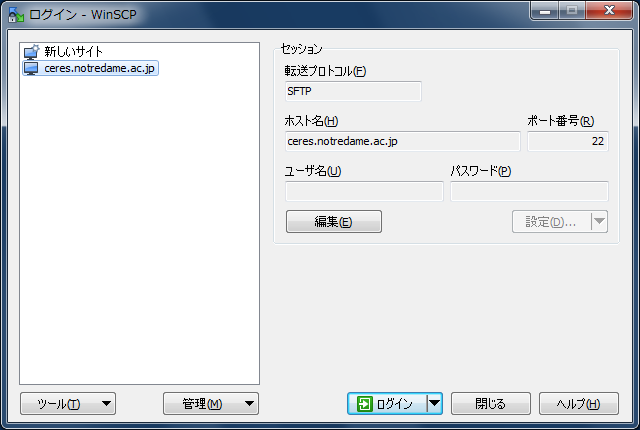 ログイン - WinSCP
新しいサイト
ceres.notredame.ac.jp
セッション
転送プロトコル(F)
SFTP
ホスト名(H)
ポート番号(R)
ceres.notredame.ac.jp
22
ユーザ名(U)
パスワード(P)
編集(E)
設定(D)...
ツール(T)
管理(M)
ログイン
閉じる
ヘルプ(H)